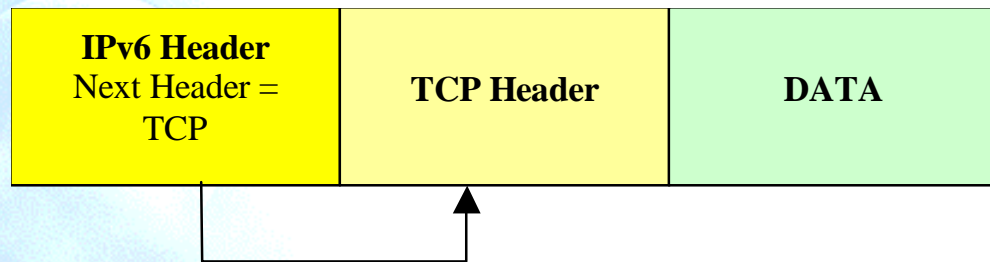 IPv6 Header
Next Header =
TCP
TCP Header
DATA